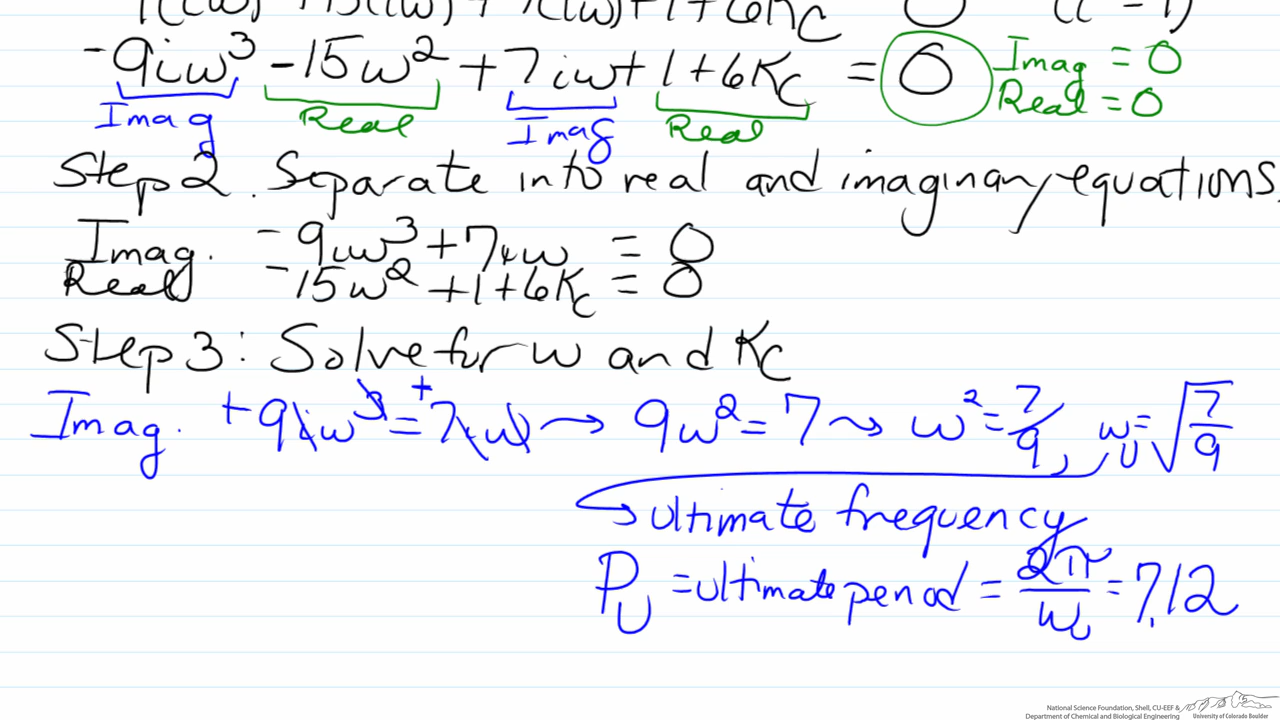 -9iω³ -15ω² + 7iω + 1 + 6Kc = 0 Imag = 0
Imag Real Imag Real Real = 0
Step 2. Separate into real and imaginary equations.
Imag. -9iω³ + 7iω = 0
Real -15ω² + 1 + 6Kc = 0
Step 3: Solve for ω and Kc
Imag. +9iω³ = +7iω → 9ω² = 7 → ω² = 7/9, ωu = √7/9
ultimate frequency
Pu = ultimate period = 2π/ωu = 7.12
National Science Foundation, Shell, CU-EEF &
Department of Chemical and Biological Engineering
University of Colorado Boulder